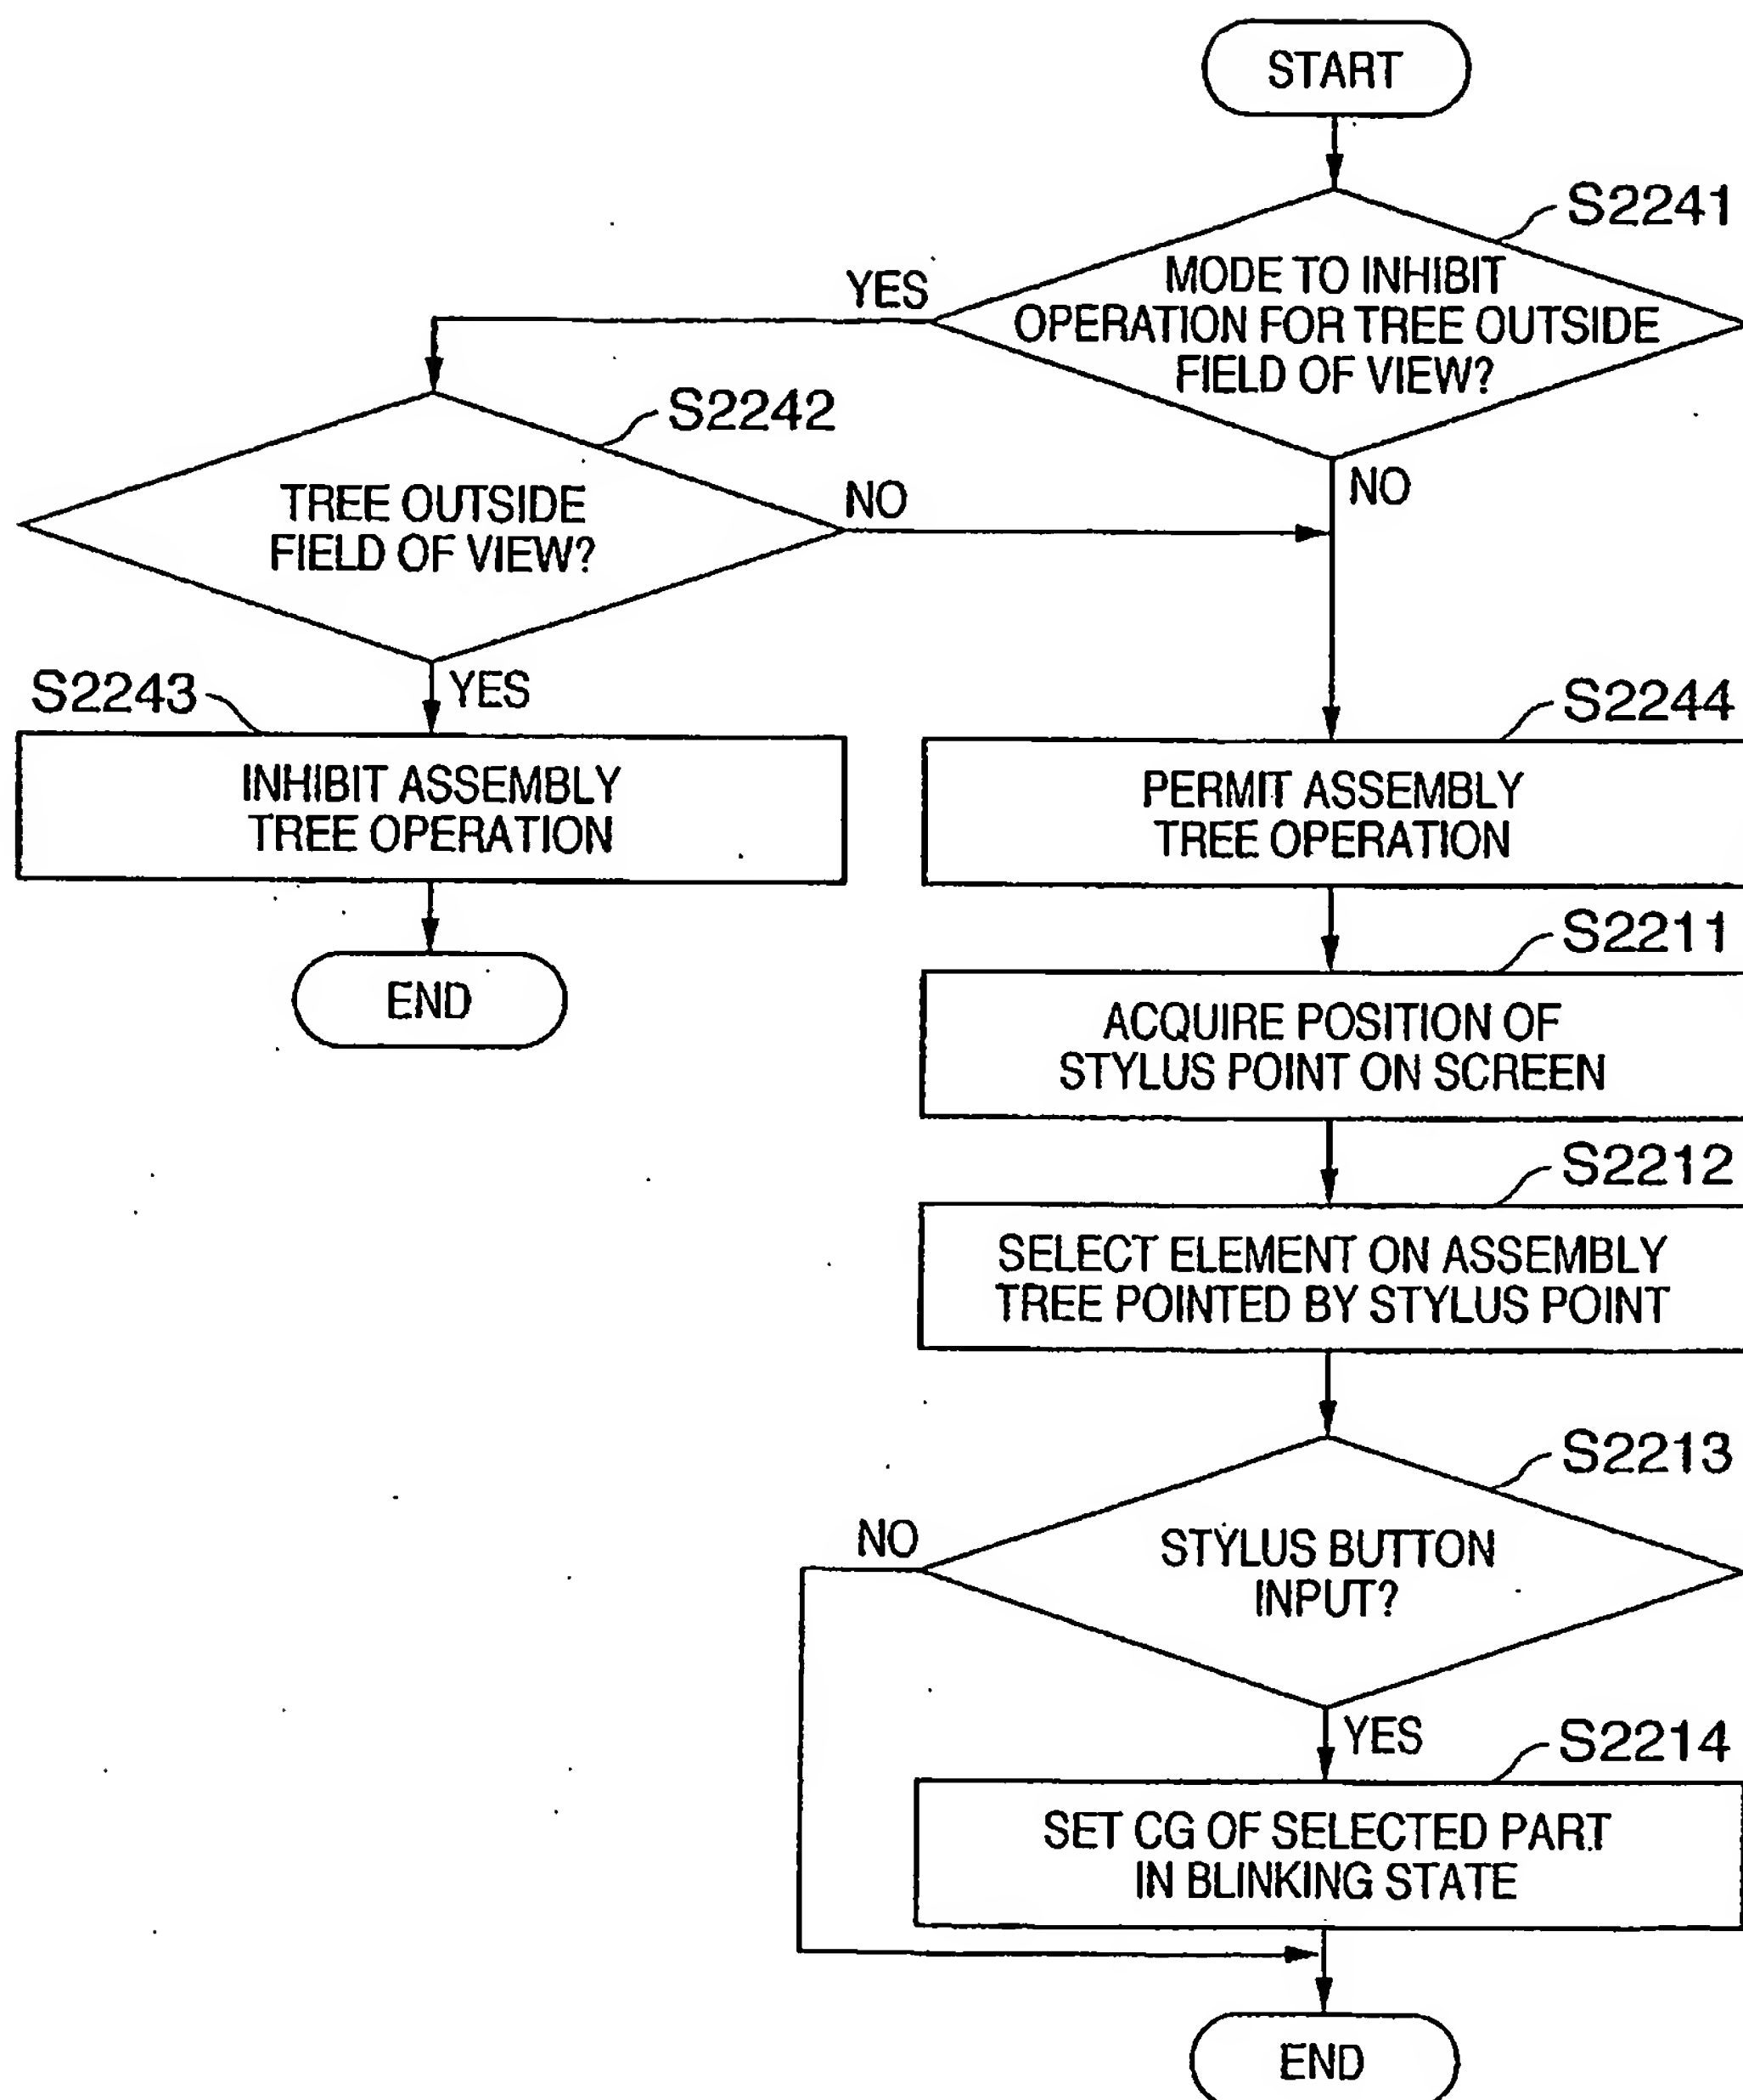 START
S2241
MODE TO INHIBIT
OPERATION FOR TREE OUTSIDE
FIELD OF VIEW?
YES
NO
S2242
TREE OUTSIDE
FIELD OF VIEW?
NO
YES
S2243
INHIBIT ASSEMBLY
TREE OPERATION
END
S2244
PERMIT ASSEMBLY
TREE OPERATION
S2211
ACQUIRE POSITION OF
STYLUS POINT ON SCREEN
S2212
SELECT ELEMENT ON ASSEMBLY
TREE POINTED BY STYLUS POINT
S2213
STYLUS BUTTON
INPUT?
NO
YES
S2214
SET CG OF SELECTED PART
IN BLINKING STATE
END